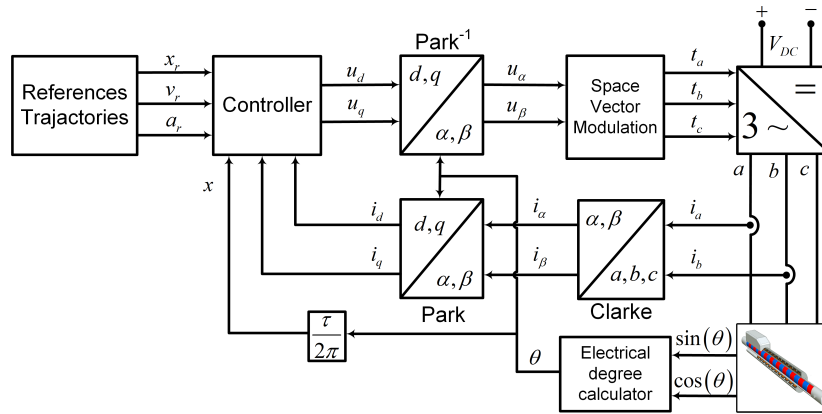 + −
V_DC
Park⁻¹
x_r
v_r
a_r
References
Trajactories
Controller
u_d
u_q
d,q
α,β
u_α
u_β
Space
Vector
Modulation
t_a
t_b
t_c
=
3 ~
a b c
x
i_d
i_q
d,q
α,β
i_α
i_β
α,β
a,b,c
i_a
i_b
Park
Clarke
τ
2π
θ
Electrical
degree
calculator
sin(θ)
cos(θ)